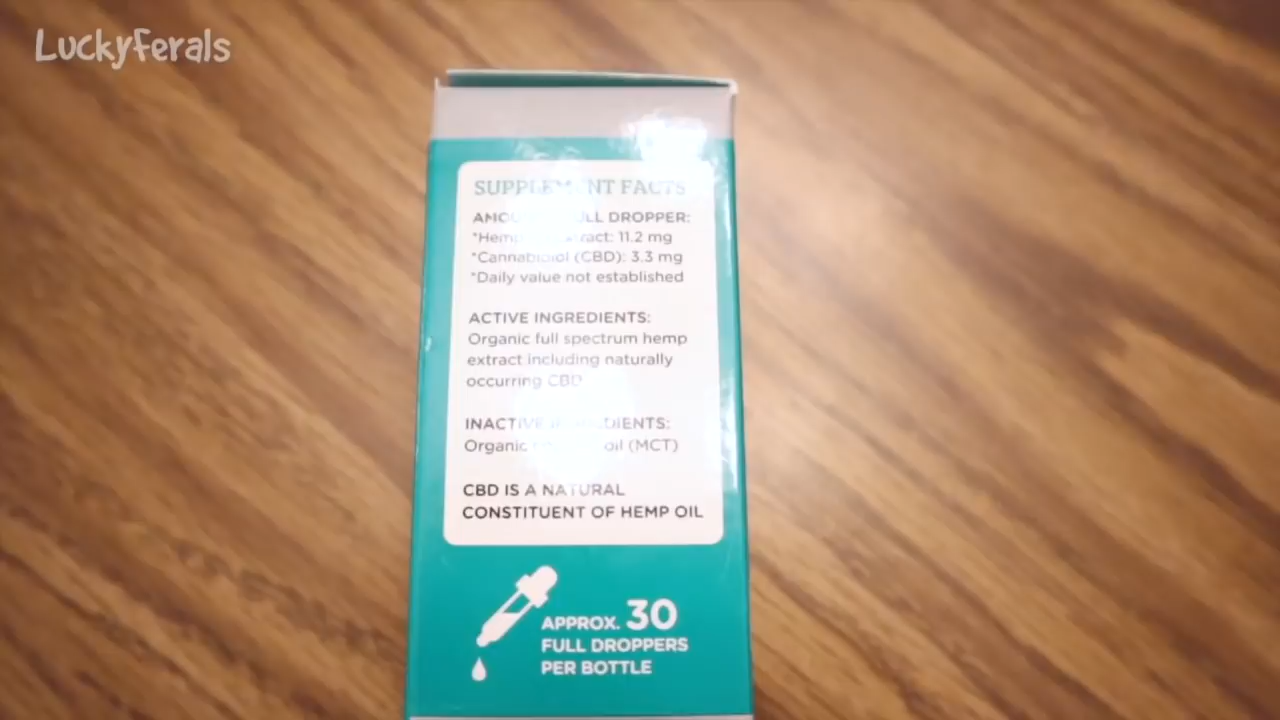 LuckyFerals
SUPPLEMENT FACTS
AMOUNT FULL DROPPER:
*Hemp extract: 11.2 mg
*Cannabidiol (CBD): 3.3 mg
*Daily value not established
ACTIVE INGREDIENTS:
Organic full spectrum hemp
extract including naturally
occurring CBD
INACTIVE INGREDIENTS:
Organic oil (MCT)
CBD IS A NATURAL
CONSTITUENT OF HEMP OIL
APPROX. 30
FULL DROPPERS
PER BOTTLE